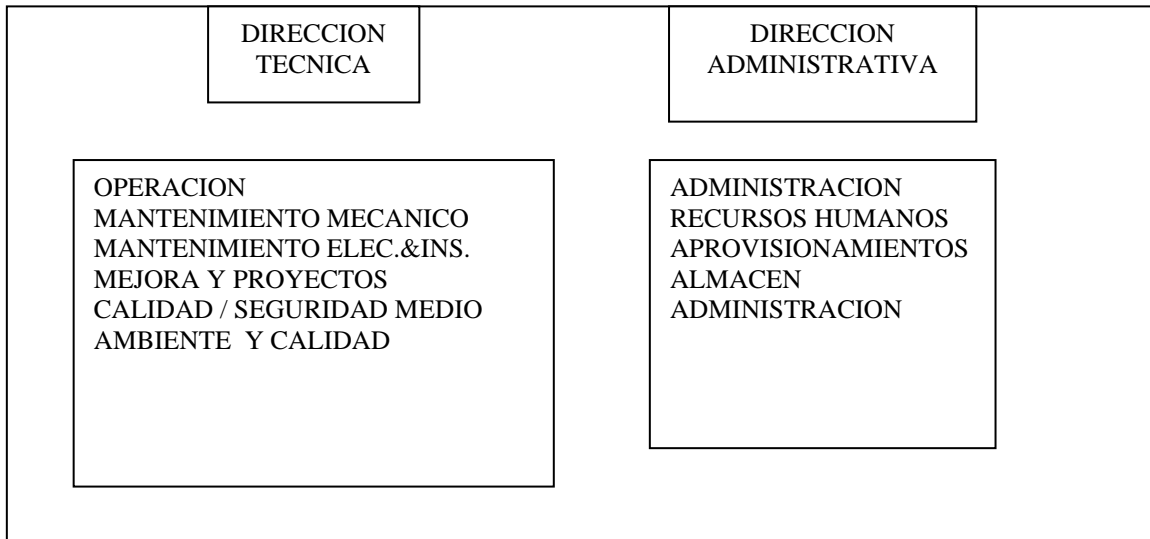 DIRECCION
TECNICA
DIRECCION
ADMINISTRATIVA
OPERACION
MANTENIMIENTO MECANICO
MANTENIMIENTO ELEC.&INS.
MEJORA Y PROYECTOS
CALIDAD / SEGURIDAD MEDIO
AMBIENTE Y CALIDAD
ADMINISTRACION
RECURSOS HUMANOS
APROVISIONAMIENTOS
ALMACEN
ADMINISTRACION